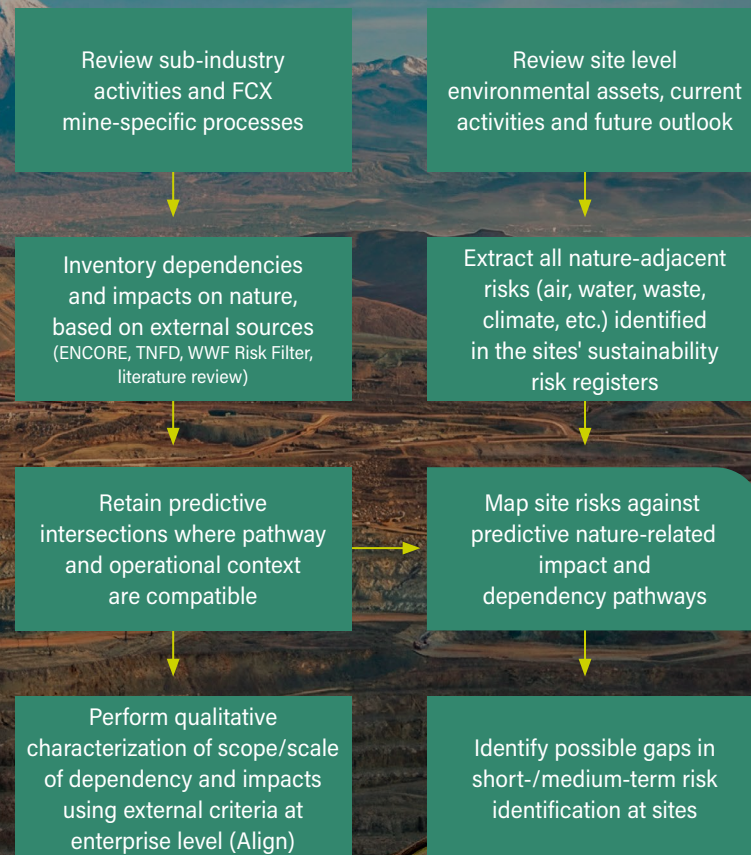 Review sub-industry
activities and FCX
mine-specific processes
Inventory dependencies
and impacts on nature,
based on external sources
(ENCORE, TNFD, WWF Risk Filter,
literature review)
Retain predictive
intersections where pathway
and operational context
are compatible
Perform qualitative
characterization of scope/scale
of dependency and impacts
using external criteria at
enterprise level (Align)
Review site level
environmental assets, current
activities and future outlook
Extract all nature-adjacent
risks (air, water, waste,
climate, etc.) identified
in the sites' sustainability
risk registers
Map site risks against
predictive nature-related
impact and
dependency pathways
Identify possible gaps in
short-/medium-term risk
identification at sites